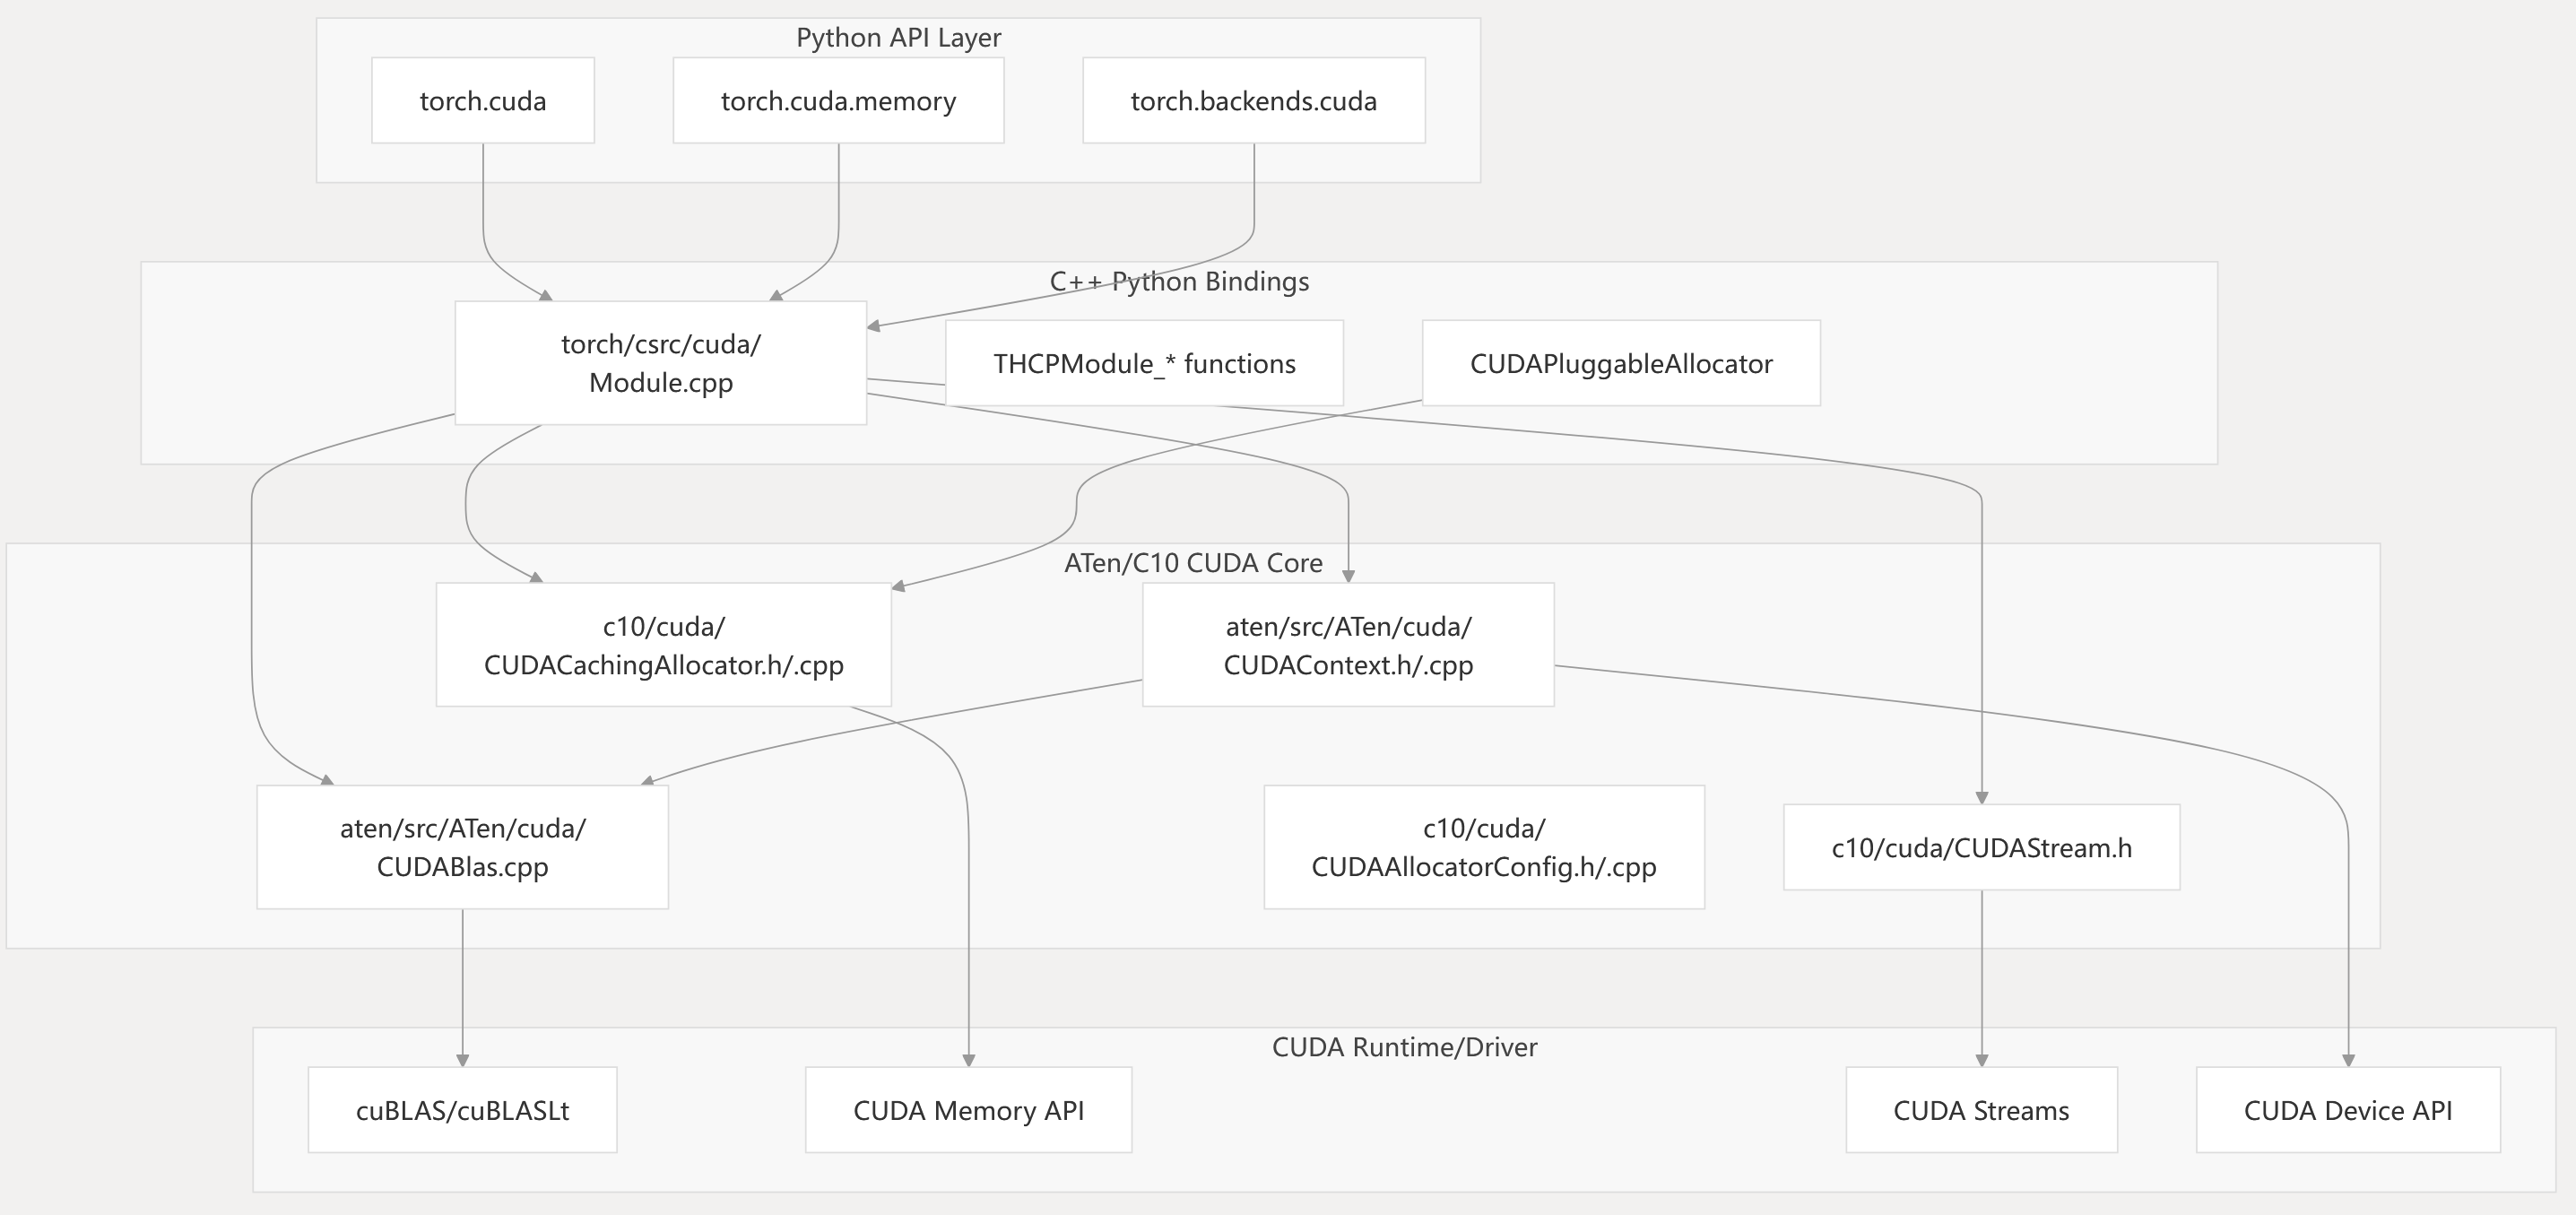 Python API Layer
torch.cuda
torch.cuda.memory
torch.backends.cuda
C++ Python Bindings
torch/csrc/cuda/
Module.cpp
THCPModule_* functions
CUDAPluggableAllocator
ATen/C10 CUDA Core
c10/cuda/
CUDACachingAllocator.h/.cpp
aten/src/ATen/cuda/
CUDAContext.h/.cpp
aten/src/ATen/cuda/
CUDABlas.cpp
c10/cuda/
CUDAAllocatorConfig.h/.cpp
c10/cuda/CUDAStream.h
CUDA Runtime/Driver
cuBLAS/cuBLASLt
CUDA Memory API
CUDA Streams
CUDA Device API